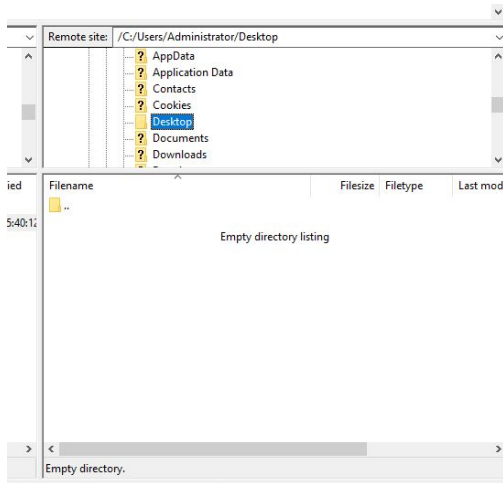 Remote site: /C:/Users/Administrator/Desktop
? AppData
? Application Data
? Contacts
? Cookies
Desktop
? Documents
? Downloads
ied Filename Filesize Filetype Last mod
..
5:40:12
Empty directory listing
Empty directory.